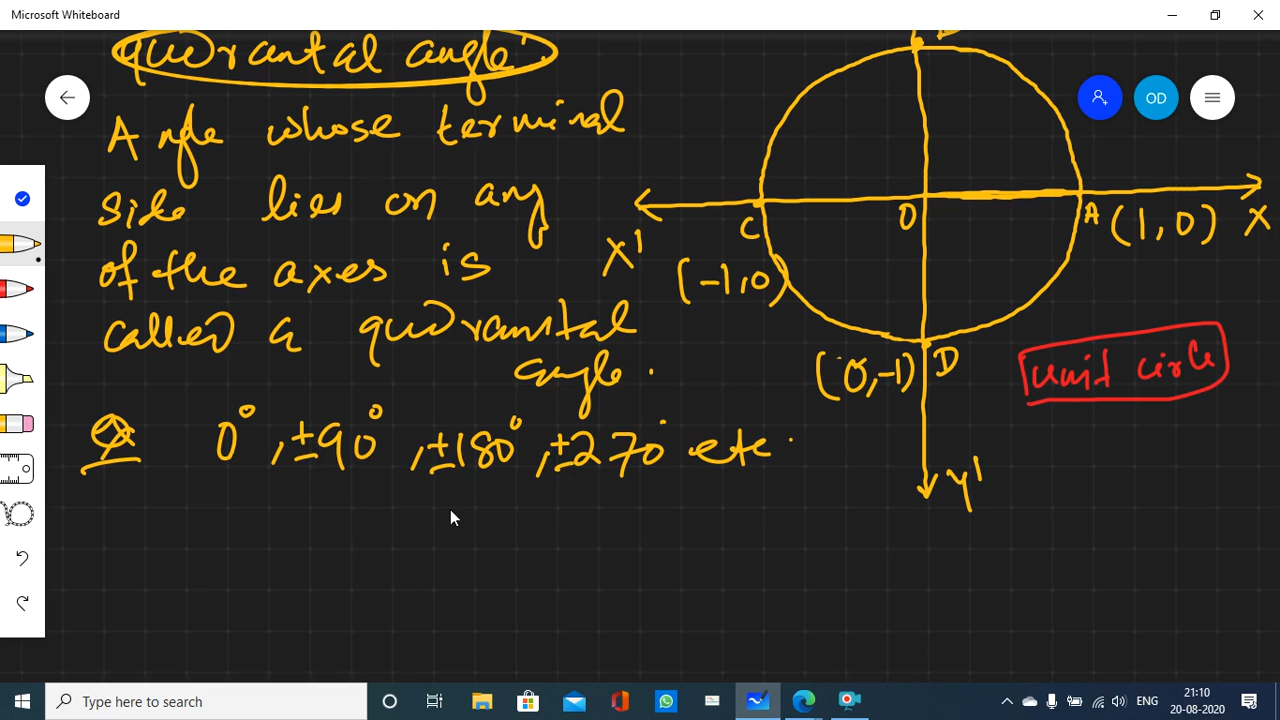 Microsoft Whiteboard
quadrantal angle
Angle whose terminal
side lies on any
of the axes is
called a quadrantal
angle.
Ex 0°, ±90°, ±180°, ±270° etc.
C
O
A (1,0) X
X'
(-1,0)
(0,-1) D
unit circle
Y'
OD
Type here to search
ENG
21:10
20-08-2020